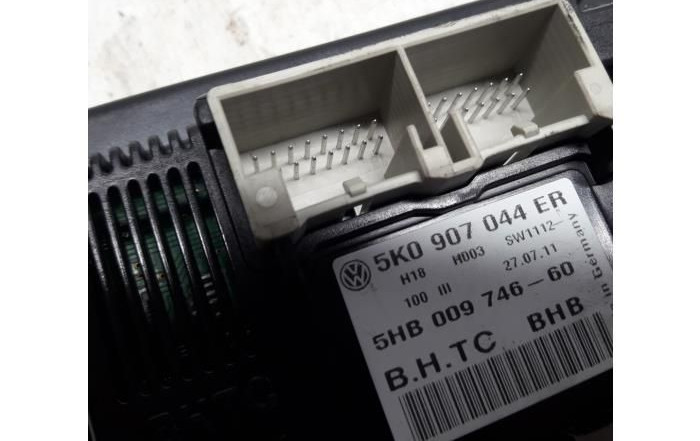 5K0 907 044 ER
H18 H003 SW1112-
100 III 27.07.11
5HB 009 746-60
B.H.TC BHB
in Germany